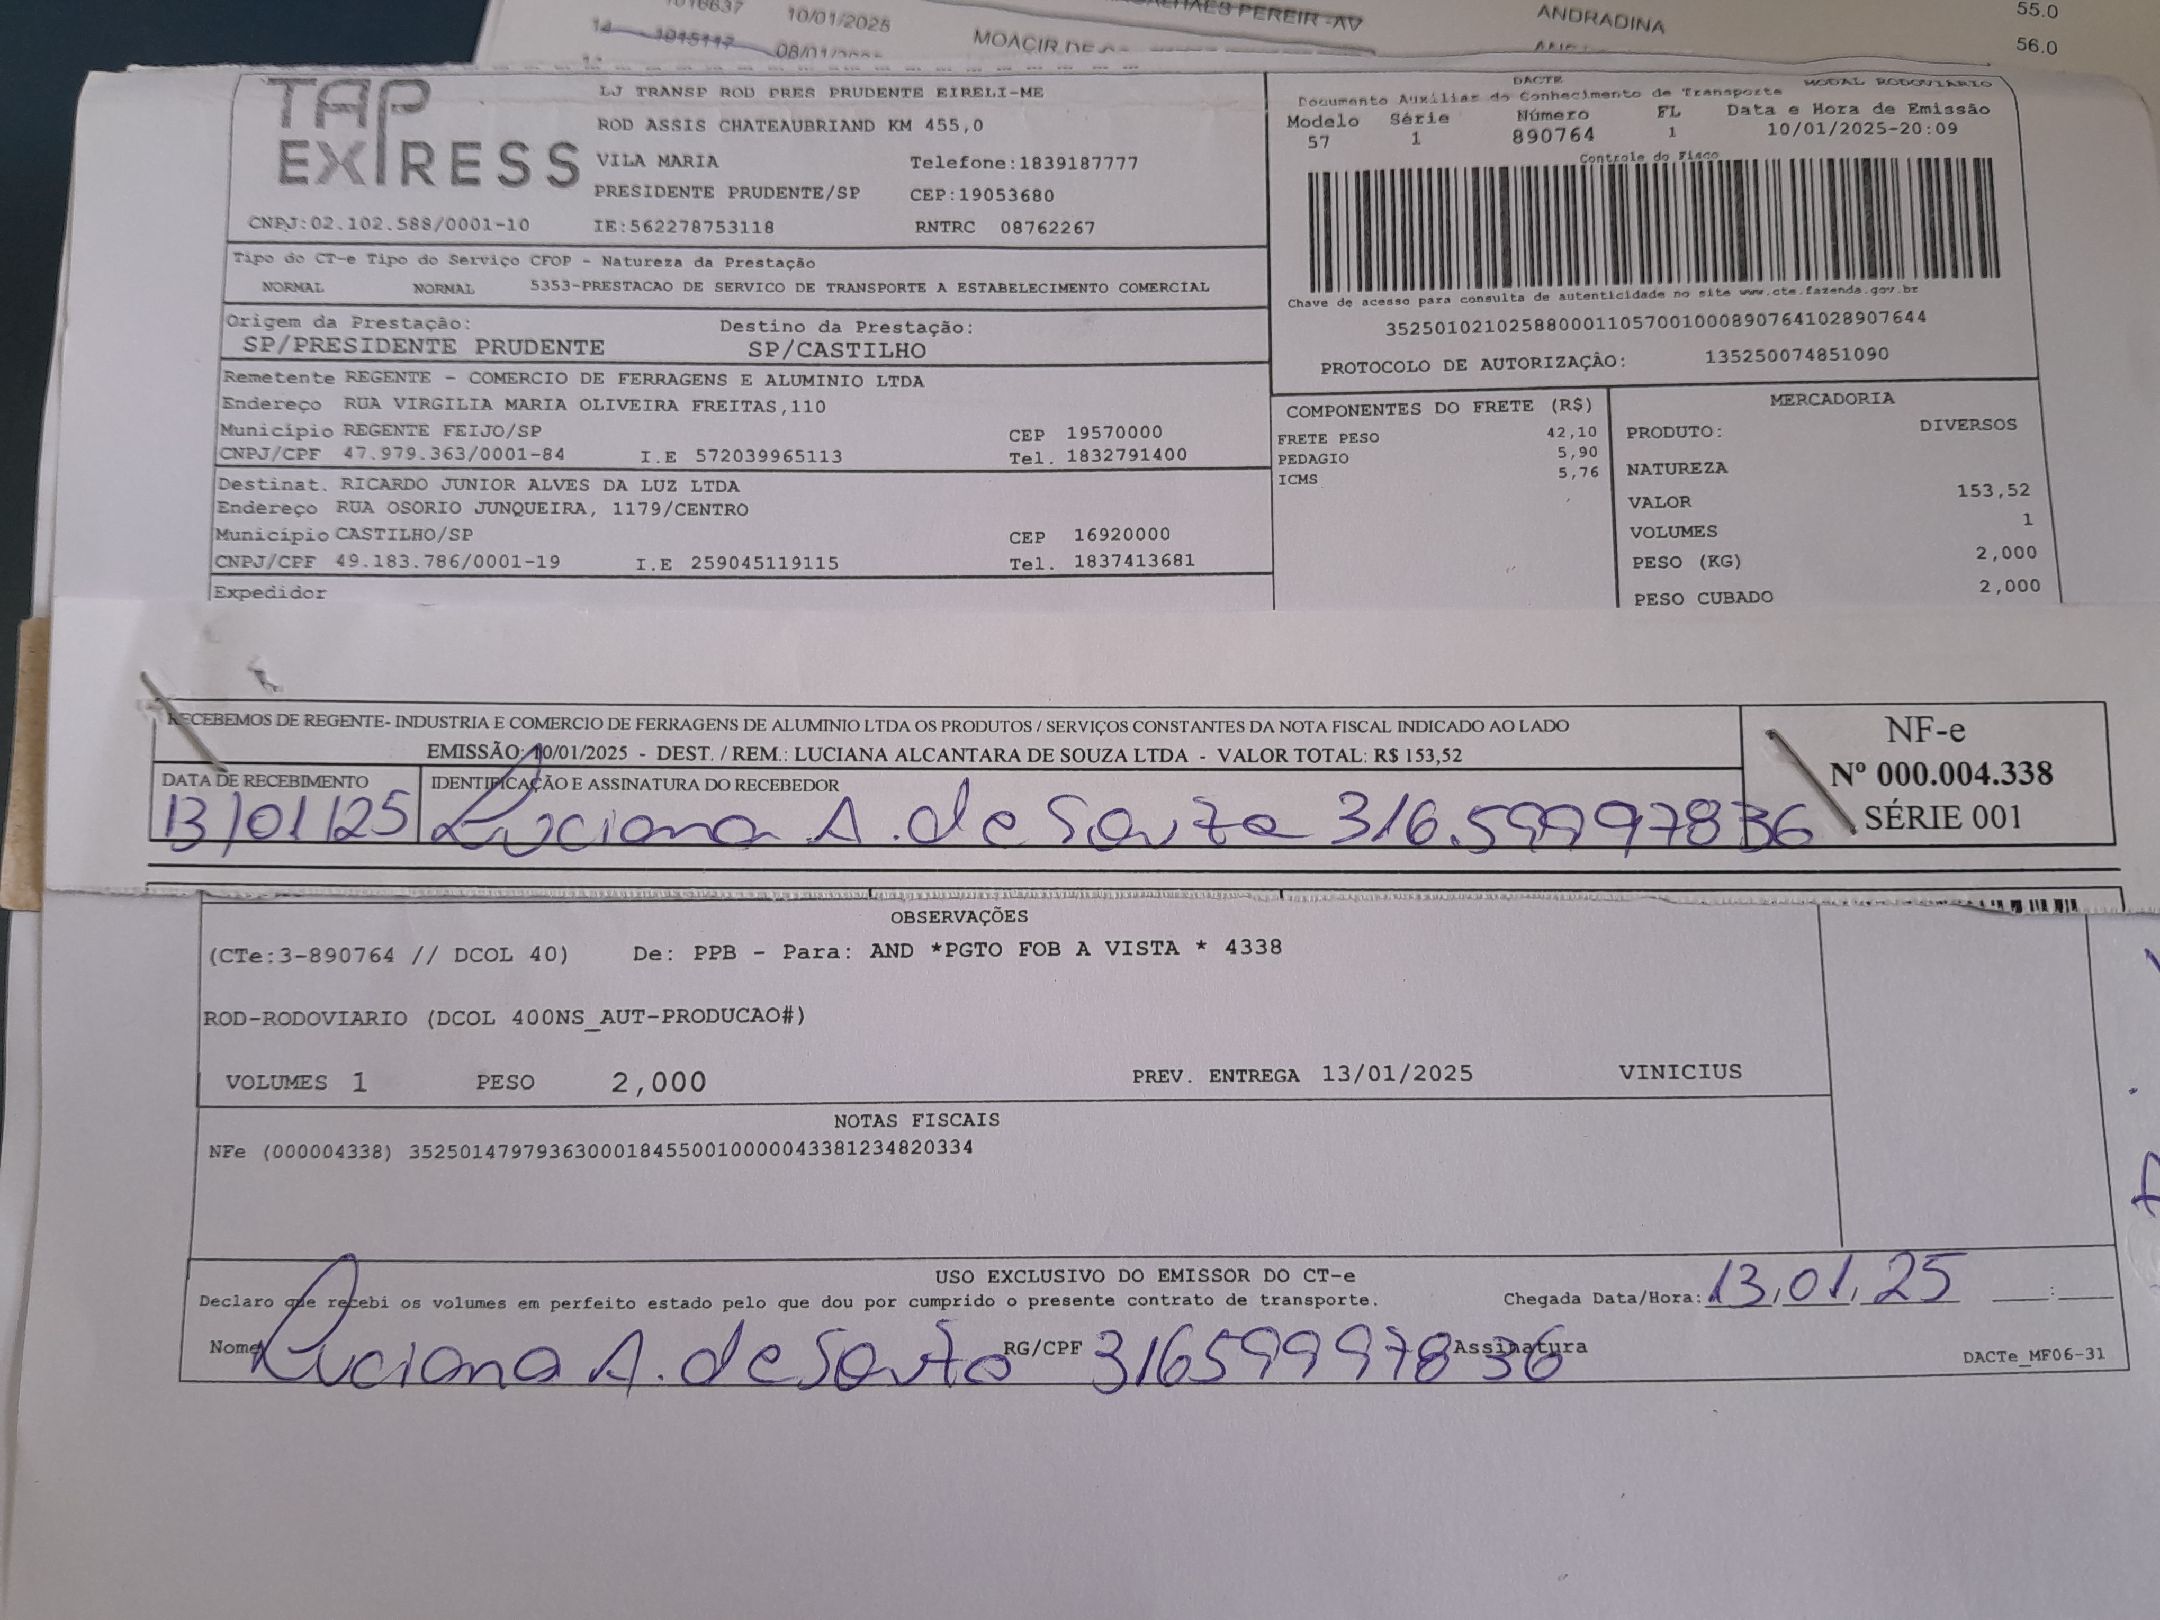 10/01/2025
ANDRADINA
55.0
14
MOACIR DE
56.0
TAP EXPRESS
LJ TRANSP ROD PRES PRUDENTE EIRELI-ME
ROD ASSIS CHATEAUBRIAND KM 455,0
VILA MARIA Telefone:1839187777
PRESIDENTE PRUDENTE/SP CEP:19053680
CNPJ:02.102.588/0001-10 IE:562278753118 RNTRC 08762267
DACTE MODAL RODOVIARIO
Documento Auxiliar do Conhecimento de Transporte
Modelo Série Número FL Data e Hora de Emissão
57 1 890764 1 10/01/2025-20:09
Controle do Fisco
Chave de acesso para consulta de autenticidade no site www.cte.fazenda.gov.br
35250102102588000110570010008907641028907644
PROTOCOLO DE AUTORIZAÇÂO: 135250074851090
Tipo do CT-e Tipo do Serviço CFOP - Natureza da Prestação
NORMAL NORMAL 5353-PRESTACAO DE SERVICO DE TRANSPORTE A ESTABELECIMENTO COMERCIAL
Origem da Prestação: Destino da Prestação:
SP/PRESIDENTE PRUDENTE SP/CASTILHO
Remetente REGENTE - COMERCIO DE FERRAGENS E ALUMINIO LTDA
Endereço RUA VIRGILIA MARIA OLIVEIRA FREITAS,110
Município REGENTE FEIJO/SP CEP 19570000
CNPJ/CPF 47.979.363/0001-84 I.E 572039965113 Tel. 1832791400
Destinat. RICARDO JUNIOR ALVES DA LUZ LTDA
Endereço RUA OSORIO JUNQUEIRA, 1179/CENTRO
Município CASTILHO/SP CEP 16920000
CNPJ/CPF 49.183.786/0001-19 I.E 259045119115 Tel. 1837413681
Expedidor
COMPONENTES DO FRETE (R$)
FRETE PESO 42,10
PEDAGIO 5,90
ICMS 5,76
MERCADORIA
PRODUTO: DIVERSOS
NATUREZA
VALOR 153,52
VOLUMES 1
PESO (KG) 2,000
PESO CUBADO 2,000
RECEBEMOS DE REGENTE- INDUSTRIA E COMERCIO DE FERRAGENS DE ALUMINIO LTDA OS PRODUTOS / SERVIÇOS CONSTANTES DA NOTA FISCAL INDICADO AO LADO
EMISSÃO: 10/01/2025 - DEST. / REM.: LUCIANA ALCANTARA DE SOUZA LTDA - VALOR TOTAL: R$ 153,52
DATA DE RECEBIMENTO IDENTIFICAÇÃO E ASSINATURA DO RECEBEDOR
13/01/25 Luciana A. de Souza 316.59997836
NF-e
Nº 000.004.338
SÉRIE 001
OBSERVAÇÕES
(CTe:3-890764 // DCOL 40) De: PPB - Para: AND *PGTO FOB A VISTA * 4338
ROD-RODOVIARIO (DCOL 400NS_AUT-PRODUCAO#)
VOLUMES 1 PESO 2,000 PREV. ENTREGA 13/01/2025 VINICIUS
NOTAS FISCAIS
NFe (000004338) 35250147979363000184550010000043381234820334
USO EXCLUSIVO DO EMISSOR DO CT-e
Declaro que recebi os volumes em perfeito estado pelo que dou por cumprido o presente contrato de transporte. Chegada Data/Hora: 13,01,25 :
Nome Luciana A. de Souza RG/CPF 31659997836 Assinatura
DACTe_MF06-31